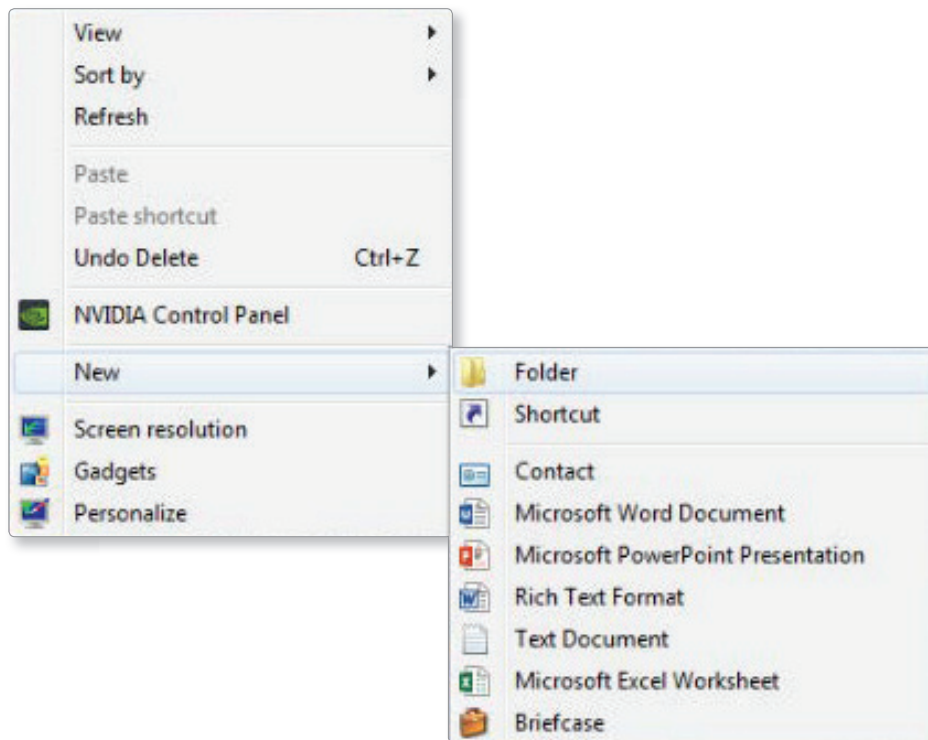 View
Sort by
Refresh
Paste
Paste shortcut
Undo Delete Ctrl+Z
NVIDIA Control Panel
New
Screen resolution
Gadgets
Personalize
Folder
Shortcut
Contact
Microsoft Word Document
Microsoft PowerPoint Presentation
Rich Text Format
Text Document
Microsoft Excel Worksheet
Briefcase